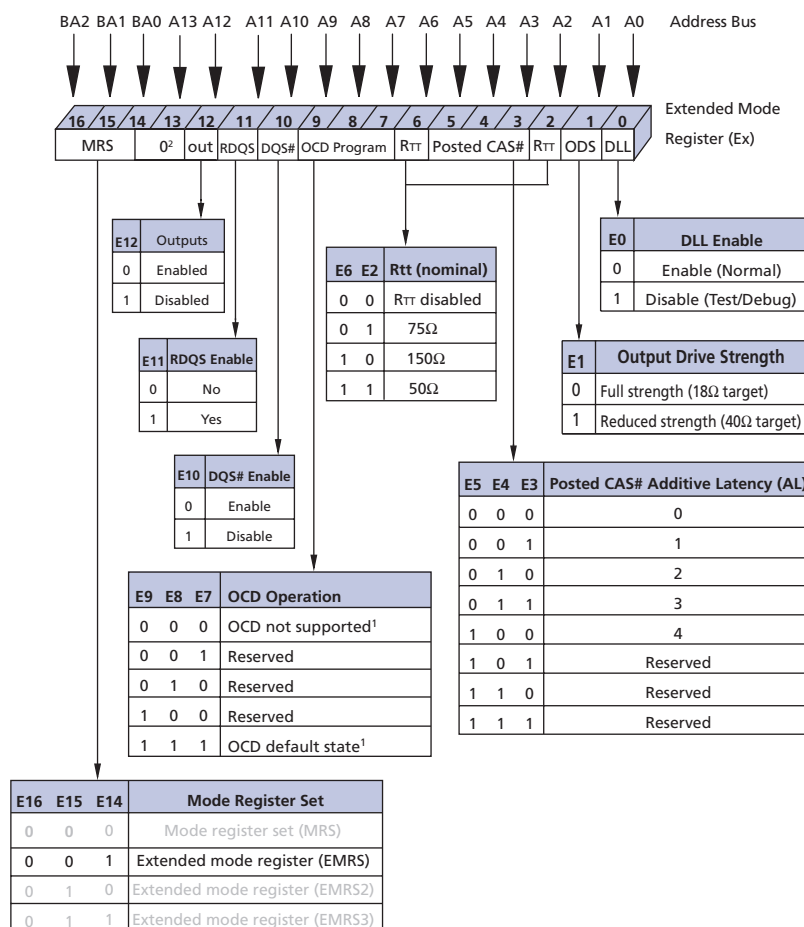 BA2 BA1 BA0 A13 A12 A11 A10 A9 A8 A7 A6 A5 A4 A3 A2 A1 A0 Address Bus
16 15 14 13 12 11 10 9 8 7 6 5 4 3 2 1 0 Extended Mode
Register (Ex)
MRS 0² out RDQS DQS# OCD Program RTT Posted CAS# RTT ODS DLL
E12 Outputs
0 Enabled
1 Disabled
E6 E2 Rtt (nominal)
0 0 RTT disabled
0 1 75Ω
1 0 150Ω
1 1 50Ω
E0 DLL Enable
0 Enable (Normal)
1 Disable (Test/Debug)
E11 RDQS Enable
0 No
1 Yes
E1 Output Drive Strength
0 Full strength (18Ω target)
1 Reduced strength (40Ω target)
E10 DQS# Enable
0 Enable
1 Disable
E5 E4 E3 Posted CAS# Additive Latency (AL)
0 0 0 0
0 0 1 1
0 1 0 2
0 1 1 3
1 0 0 4
1 0 1 Reserved
1 1 0 Reserved
1 1 1 Reserved
E9 E8 E7 OCD Operation
0 0 0 OCD not supported¹
0 0 1 Reserved
0 1 0 Reserved
1 0 0 Reserved
1 1 1 OCD default state¹
E16 E15 E14 Mode Register Set
0 0 0 Mode register set (MRS)
0 0 1 Extended mode register (EMRS)
0 1 0 Extended mode register (EMRS2)
0 1 1 Extended mode register (EMRS3)